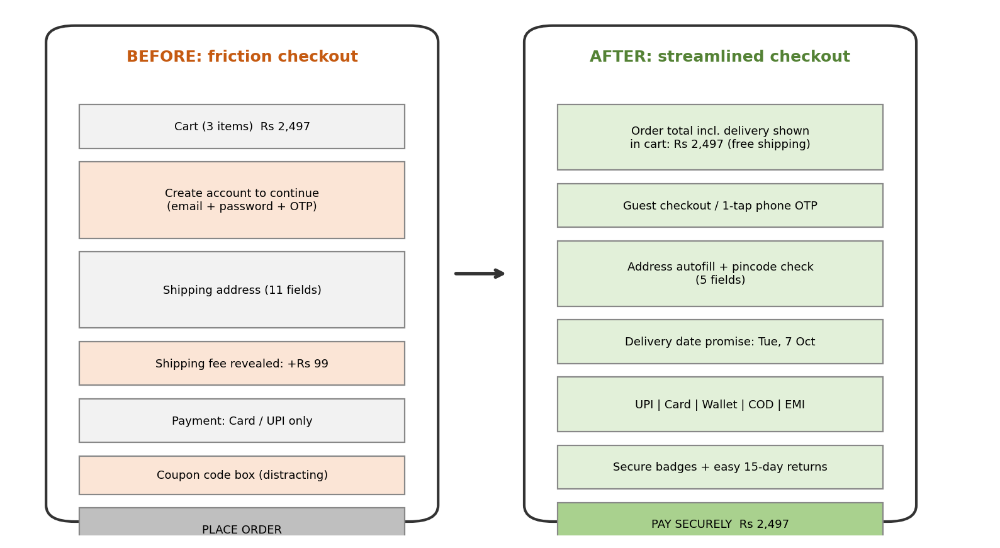 BEFORE: friction checkout
Cart (3 items)  Rs 2,497
Create account to continue
(email + password + OTP)
Shipping address (11 fields)
Shipping fee revealed: +Rs 99
Payment: Card / UPI only
Coupon code box (distracting)
PLACE ORDER
AFTER: streamlined checkout
Order total incl. delivery shown
in cart: Rs 2,497 (free shipping)
Guest checkout / 1-tap phone OTP
Address autofill + pincode check
(5 fields)
Delivery date promise: Tue, 7 Oct
UPI | Card | Wallet | COD | EMI
Secure badges + easy 15-day returns
PAY SECURELY  Rs 2,497